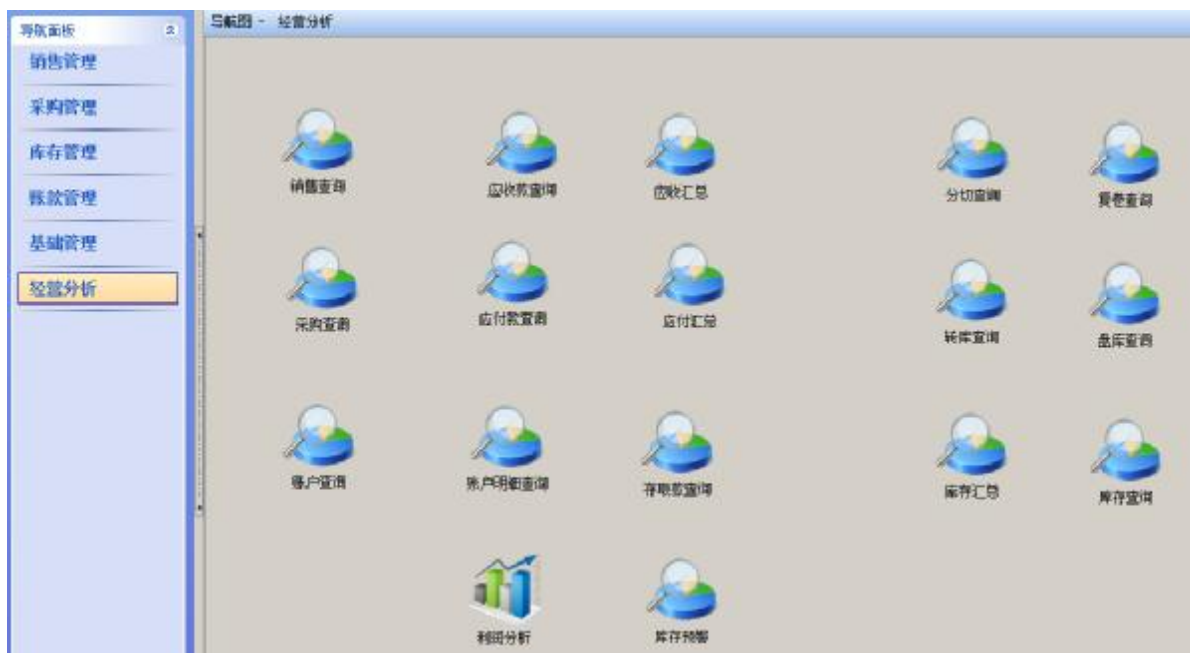 导航面板
导航图 - 经营分析
销售管理
采购管理
库存管理
账款管理
基础管理
经营分析
销售查询
应收款查询
应收汇总
分切查询
复卷查询
采购查询
应付款查询
应付汇总
转库查询
盘库查询
账户查询
账户明细查询
存取款查询
库存汇总
库存查询
利润分析
库存预警